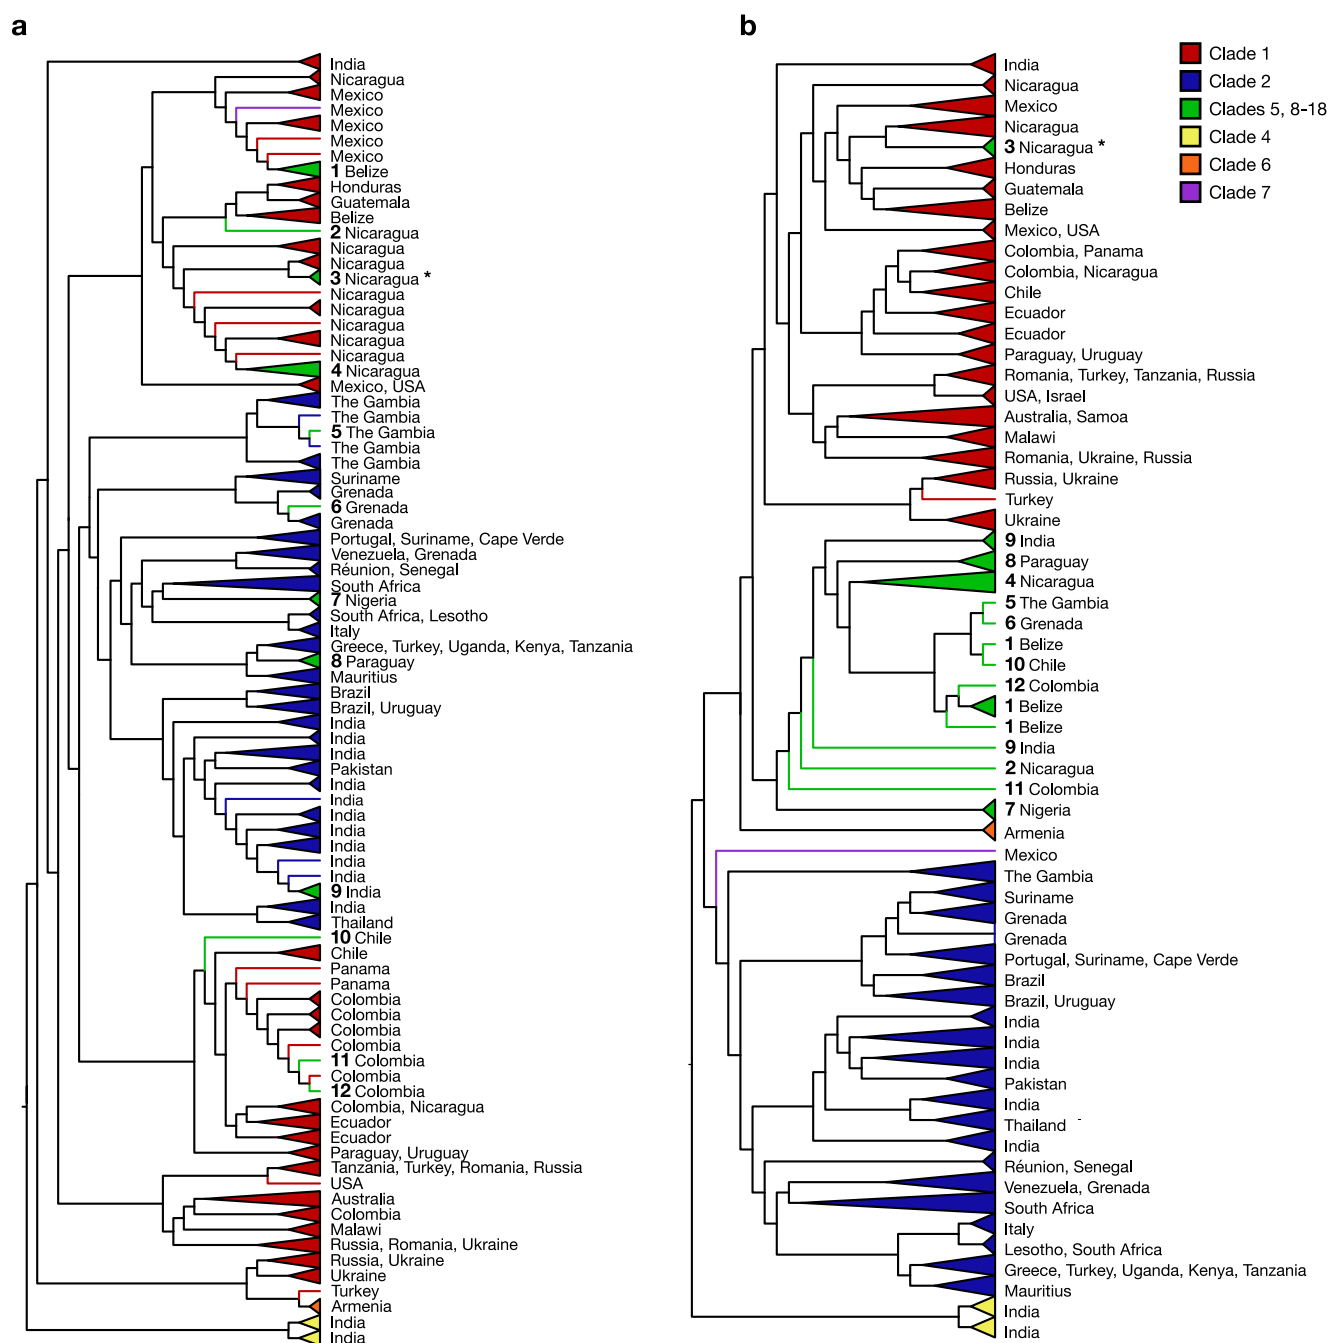 a
India
Nicaragua
Mexico
Mexico
Mexico
Mexico
Mexico
1 Belize
Honduras
Guatemala
Belize
2 Nicaragua
Nicaragua
Nicaragua
3 Nicaragua *
Nicaragua
Nicaragua
Nicaragua
Nicaragua
Nicaragua
4 Nicaragua
Mexico, USA
The Gambia
The Gambia
5 The Gambia
The Gambia
The Gambia
Suriname
Grenada
6 Grenada
Grenada
Portugal, Suriname, Cape Verde
Venezuela, Grenada
Réunion, Senegal
South Africa
7 Nigeria
South Africa, Lesotho
Italy
Greece, Turkey, Uganda, Kenya, Tanzania
8 Paraguay
Mauritius
Brazil
Brazil, Uruguay
India
India
India
Pakistan
India
India
India
India
India
India
India
9 India
India
Thailand
10 Chile
Chile
Panama
Panama
Colombia
Colombia
Colombia
Colombia
11 Colombia
Colombia
12 Colombia
Colombia, Nicaragua
Ecuador
Ecuador
Paraguay, Uruguay
Tanzania, Turkey, Romania, Russia
USA
Australia
Colombia
Malawi
Russia, Romania, Ukraine
Russia, Ukraine
Ukraine
Turkey
Armenia
India
India
b
India
Nicaragua
Mexico
Nicaragua
3 Nicaragua *
Honduras
Guatemala
Belize
Mexico, USA
Colombia, Panama
Colombia, Nicaragua
Chile
Ecuador
Ecuador
Paraguay, Uruguay
Romania, Turkey, Tanzania, Russia
USA, Israel
Australia, Samoa
Malawi
Romania, Ukraine, Russia
Russia, Ukraine
Turkey
Ukraine
9 India
8 Paraguay
4 Nicaragua
5 The Gambia
6 Grenada
1 Belize
10 Chile
12 Colombia
1 Belize
1 Belize
9 India
2 Nicaragua
11 Colombia
7 Nigeria
Armenia
Mexico
The Gambia
Suriname
Grenada
Grenada
Portugal, Suriname, Cape Verde
Brazil
Brazil, Uruguay
India
India
India
Pakistan
India
Thailand
India
Réunion, Senegal
Venezuela, Grenada
South Africa
Italy
Lesotho, South Africa
Greece, Turkey, Uganda, Kenya, Tanzania
Mauritius
India
India
Clade 1
Clade 2
Clades 5, 8-18
Clade 4
Clade 6
Clade 7